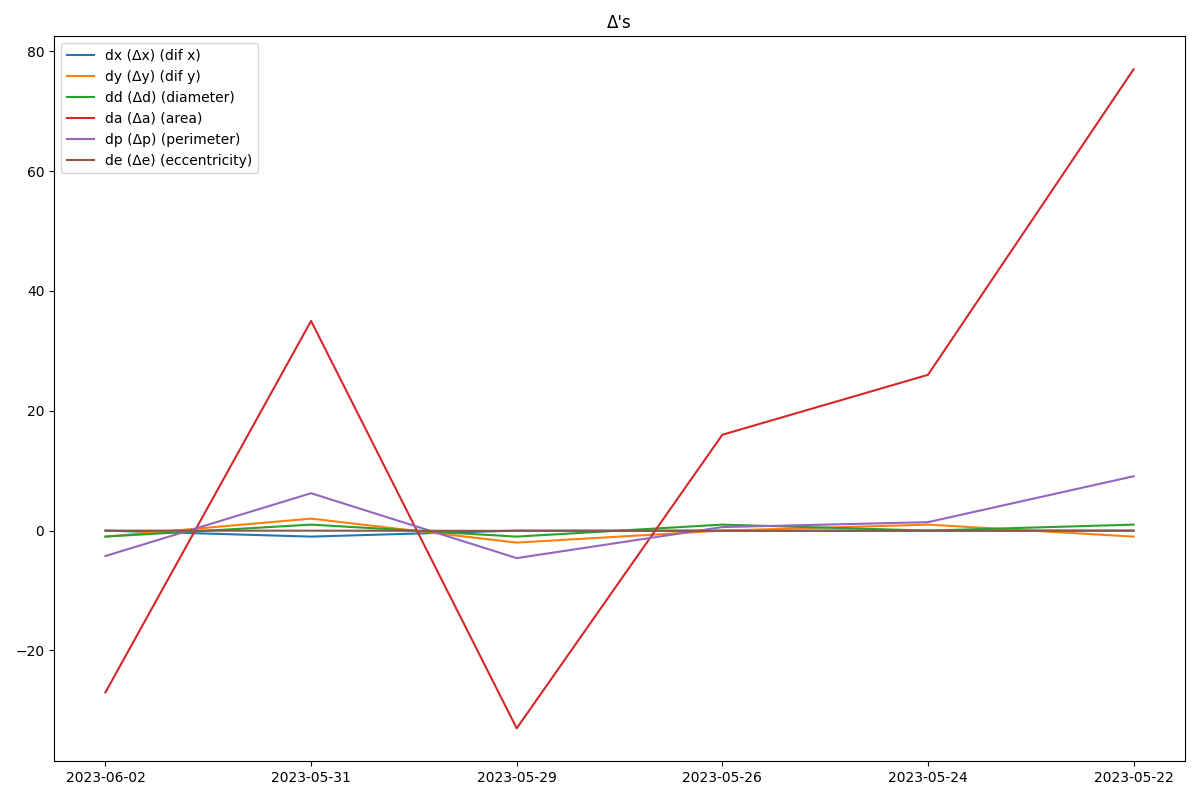 Δ's
dx (Δx) (dif x)
dy (Δy) (dif y)
dd (Δd) (diameter)
da (Δa) (area)
dp (Δp) (perimeter)
de (Δe) (eccentricity)
80
60
40
20
0
−20
2023-06-02 2023-05-31 2023-05-29 2023-05-26 2023-05-24 2023-05-22